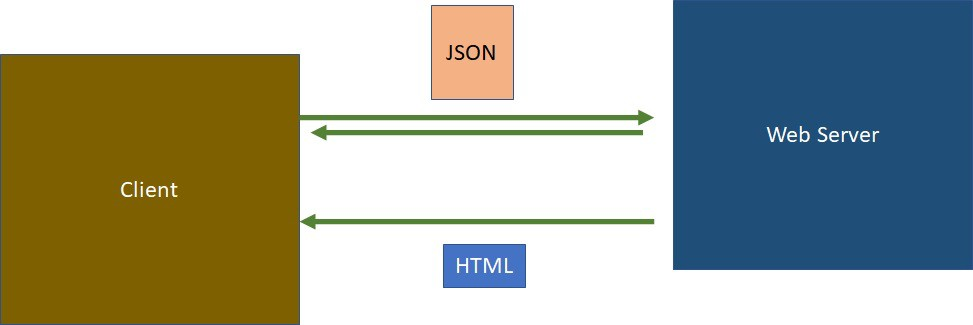 JSON
Web Server
Client
HTML